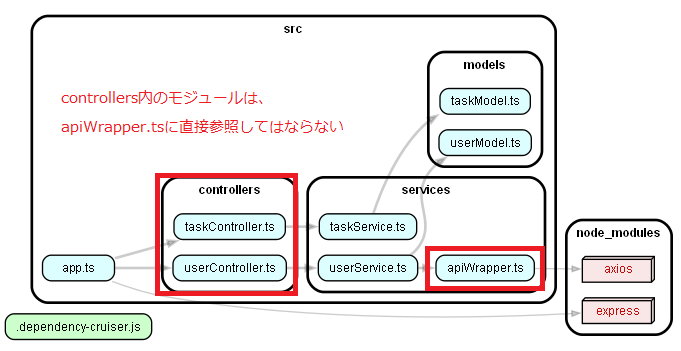 src
models
taskModel.ts
userModel.ts
controllers内のモジュールは、
apiWrapper.tsに直接参照してはならない
controllers
taskController.ts
userController.ts
services
taskService.ts
userService.ts
apiWrapper.ts
app.ts
node_modules
axios
express
.dependency-cruiser.js